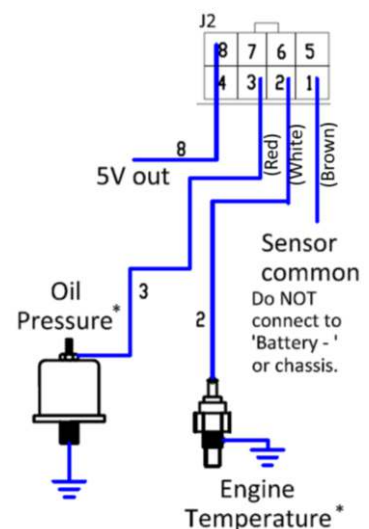 J2
8 7 6 5
4 3 2 1
(Red)
(White)
(Brown)
8
5V out
Sensor
common
Do NOT
connect to
'Battery - '
or chassis.
Oil
Pressure*
3
2
Engine
Temperature*